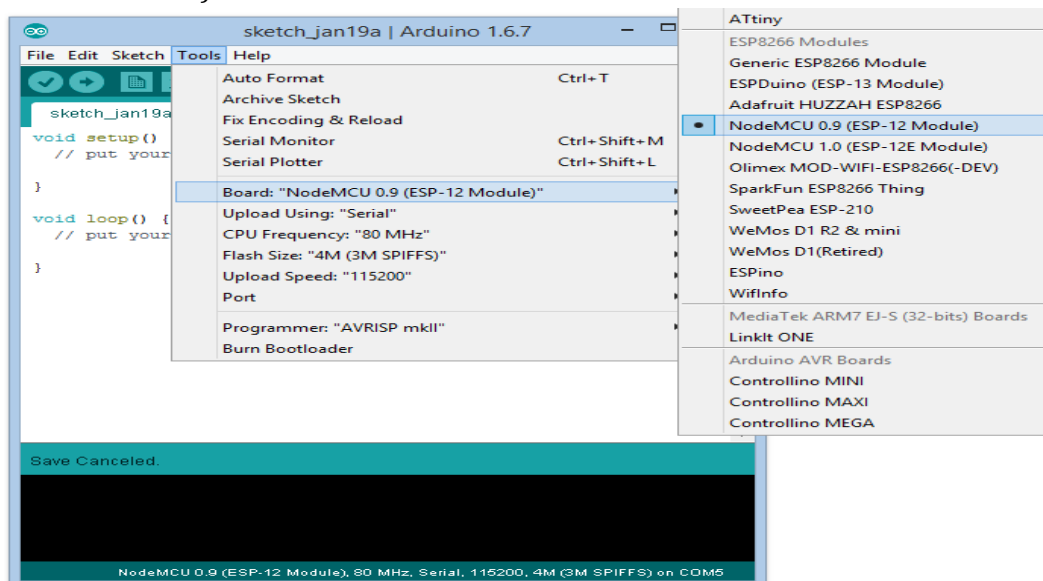 sketch_jan19a | Arduino 1.6.7
File Edit Sketch Tools Help
sketch_jan19a
void setup()
// put your
}
void loop() {
// put your
}
Auto Format Ctrl+T
Archive Sketch
Fix Encoding & Reload
Serial Monitor Ctrl+Shift+M
Serial Plotter Ctrl+Shift+L
Board: "NodeMCU 0.9 (ESP-12 Module)"
Upload Using: "Serial"
CPU Frequency: "80 MHz"
Flash Size: "4M (3M SPIFFS)"
Upload Speed: "115200"
Port
Programmer: "AVRISP mkII"
Burn Bootloader
ATtiny
ESP8266 Modules
Generic ESP8266 Module
ESPDuino (ESP-13 Module)
Adafruit HUZZAH ESP8266
NodeMCU 0.9 (ESP-12 Module)
NodeMCU 1.0 (ESP-12E Module)
Olimex MOD-WIFI-ESP8266(-DEV)
SparkFun ESP8266 Thing
SweetPea ESP-210
WeMos D1 R2 & mini
WeMos D1(Retired)
ESPino
WifInfo
MediaTek ARM7 EJ-S (32-bits) Boards
LinkIt ONE
Arduino AVR Boards
Controllino MINI
Controllino MAXI
Controllino MEGA
Save Canceled.
NodeMCU 0.9 (ESP-12 Module), 80 MHz, Serial, 115200, 4M (3M SPIFFS) on COM5